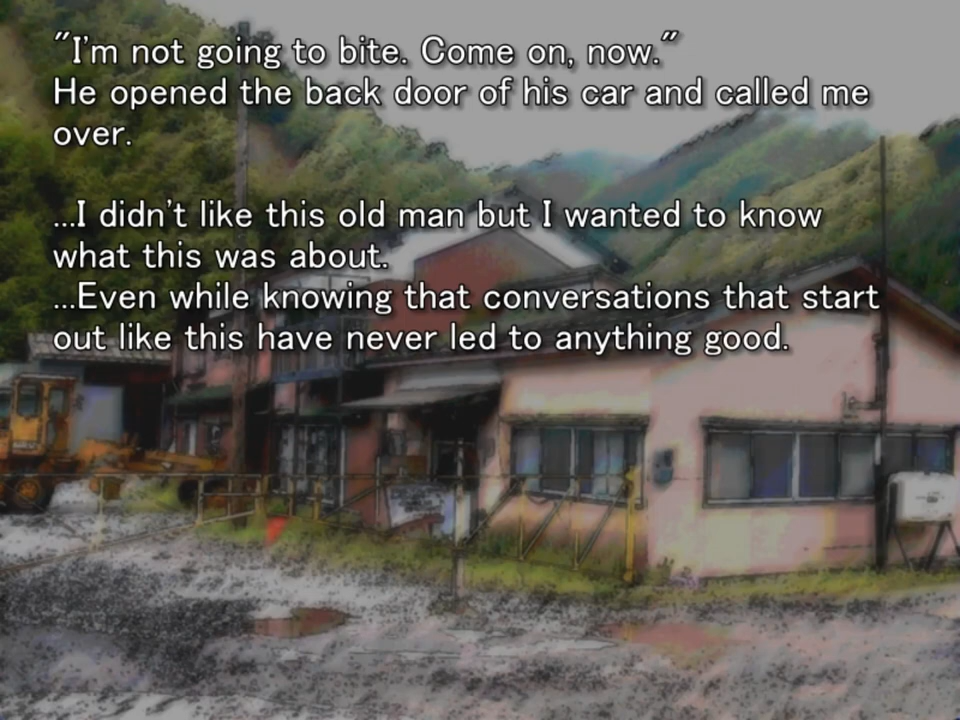 "I'm not going to bite. Come on, now."
He opened the back door of his car and called me
over.
...I didn't like this old man but I wanted to know
what this was about.
...Even while knowing that conversations that start
out like this have never led to anything good.